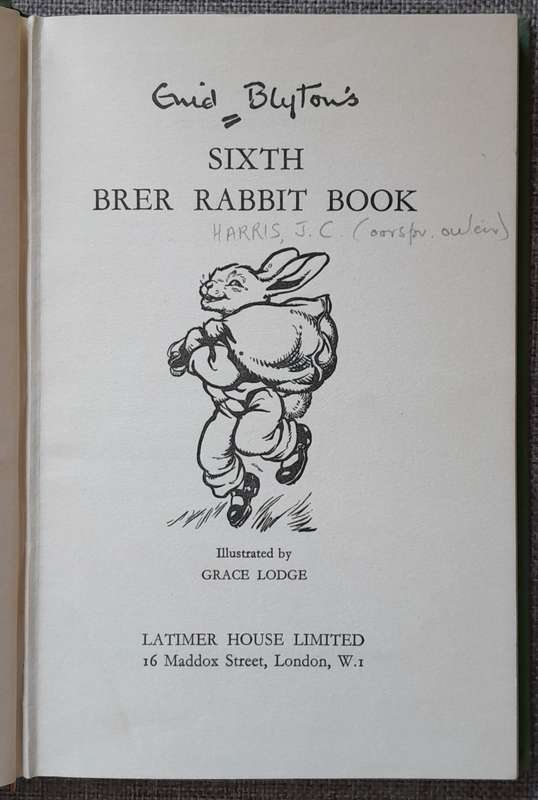 Enid Blyton's
SIXTH
BRER RABBIT BOOK
HARRIS, J.C. (oorspr.
Illustrated by
GRACE LODGE
LATIMER HOUSE LIMITED
16 Maddox Street, London, W.1